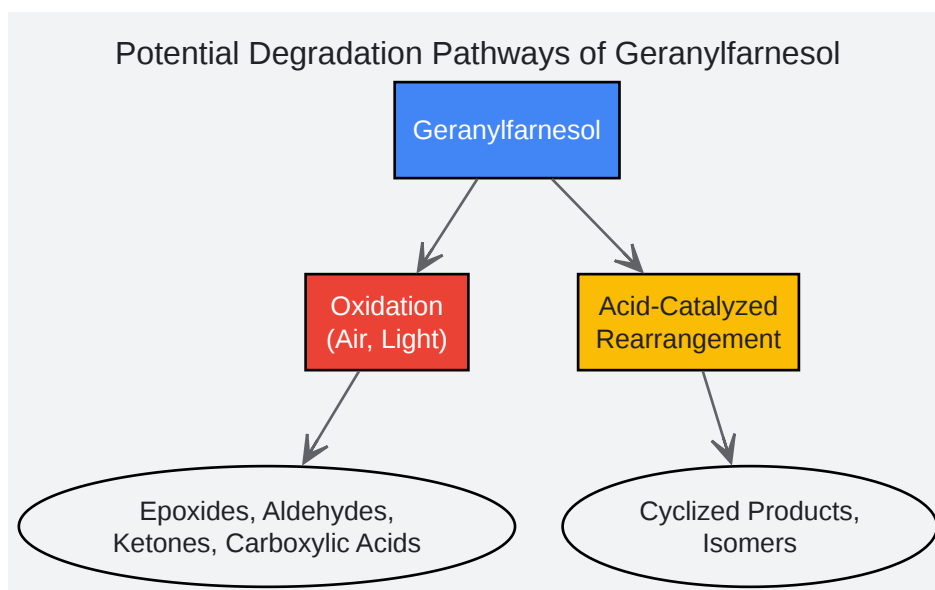 Potential Degradation Pathways of Geranylfarnesol
Geranylfarnesol
Oxidation
(Air, Light)
Acid-Catalyzed
Rearrangement
Epoxides, Aldehydes,
Ketones, Carboxylic Acids
Cyclized Products,
Isomers